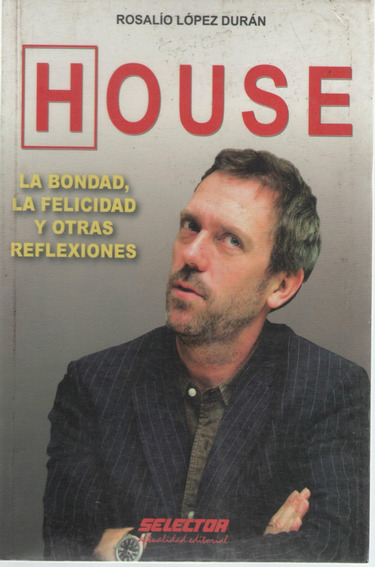 ROSALÍO LÓPEZ DURÁN
HOUSE
LA BONDAD,
LA FELICIDAD
Y OTRAS
REFLEXIONES
SELECTOR
Actualidad editorial